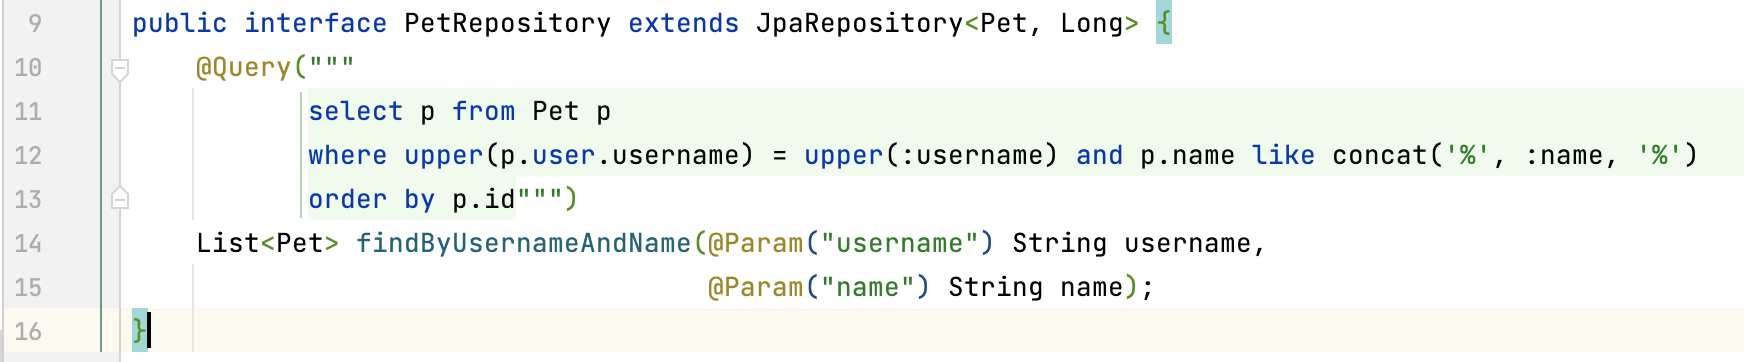 9 public interface PetRepository extends JpaRepository<Pet, Long> {
10 @Query("""
11 select p from Pet p
12 where upper(p.user.username) = upper(:username) and p.name like concat('%', :name, '%')
13 order by p.id""")
14 List<Pet> findByUsernameAndName(@Param("username") String username,
15 @Param("name") String name);
16 }